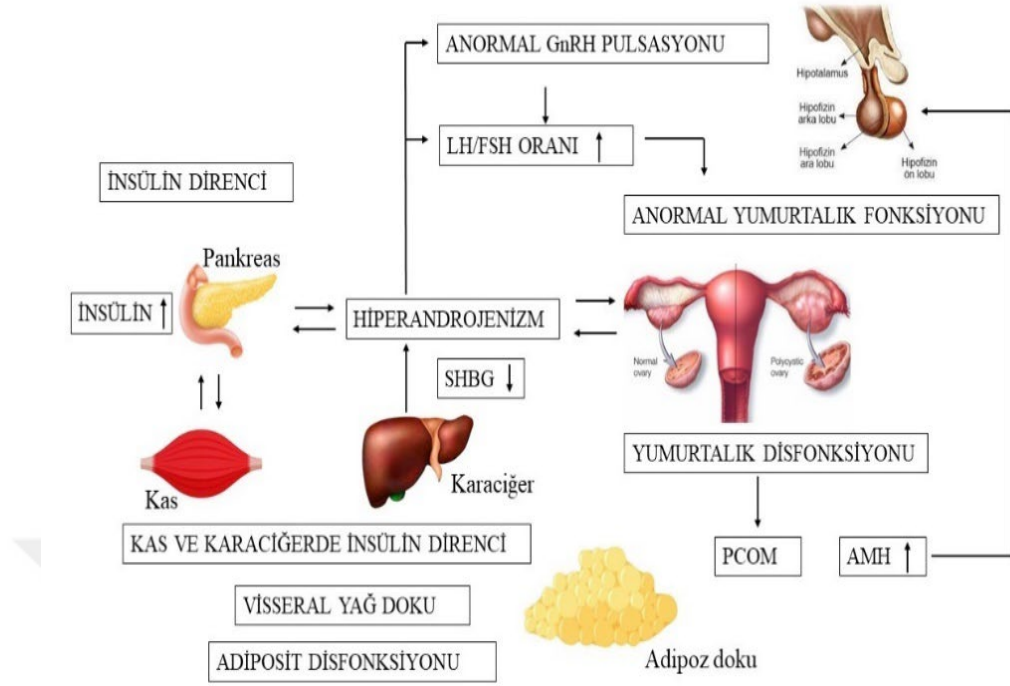 ANORMAL GnRH PULSASYONU
Hipotalamus
Hipofizin
arka lobu
Hipofizin
ara lobu
Hipofizin
ön lobu
LH/FSH ORANI ↑
İNSÜLİN DİRENCİ
ANORMAL YUMURTALIK FONKSİYONU
Pankreas
İNSÜLİN ↑
HİPERANDROJENİZM
SHBG ↓
Normal
ovary
Polycystic
ovary
Kas
Karaciğer
YUMURTALIK DİSFONKSİYONU
KAS VE KARACİĞERDE İNSÜLİN DİRENCİ
PCOM
AMH ↑
VİSSERAL YAĞ DOKU
ADİPOSİT DİSFONKSİYONU
Adipoz doku